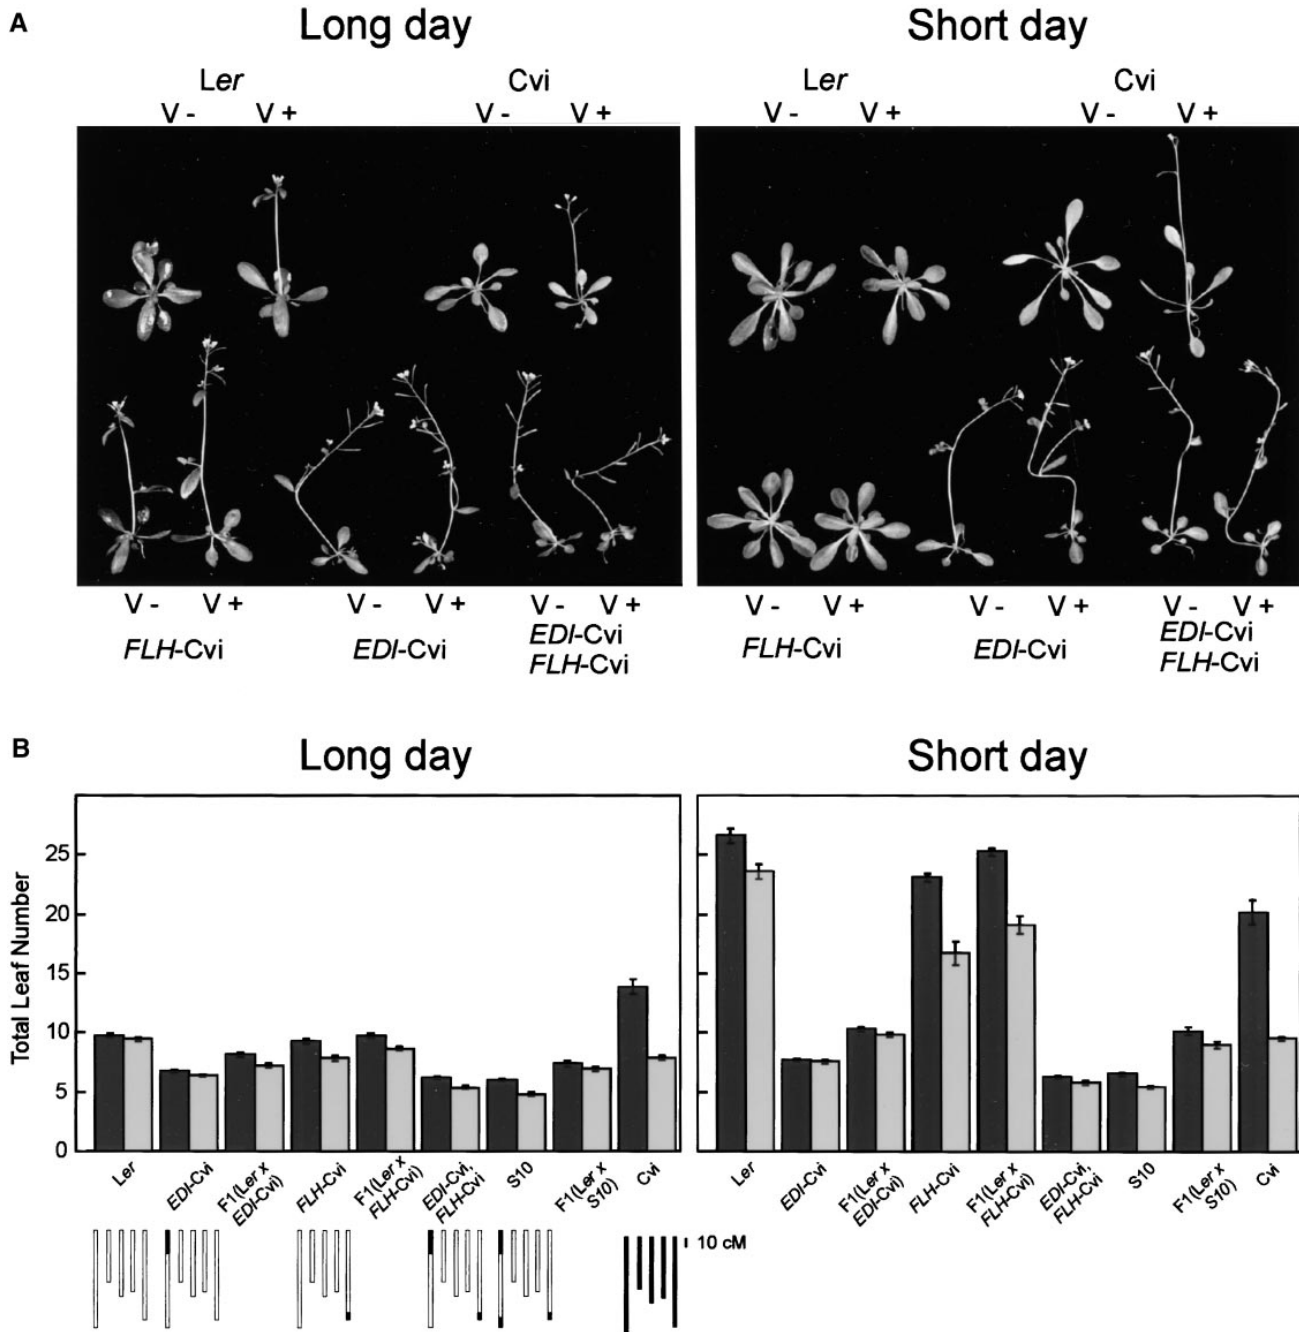 A
Long day
Short day
Ler
Cvi
Ler
Cvi
V -
V +
V -
V +
V -
V +
V -
V +
V -
V +
V -
V +
V -
V +
V -
V +
V -
V +
V -
V +
FLH-Cvi
EDI-Cvi
EDI-Cvi
FLH-Cvi
FLH-Cvi
EDI-Cvi
EDI-Cvi
FLH-Cvi
B
Long day
Short day
Total Leaf Number
25
20
15
10
5
0
Ler
EDI-Cvi
F1(Ler x
EDI-Cvi)
FLH-Cvi
F1(Ler x
FLH-Cvi)
EDI-Cvi,
FLH-Cvi
S10
F1(Ler x
S10)
Cvi
Ler
EDI-Cvi
F1(Ler x
EDI-Cvi)
FLH-Cvi
F1(Ler x
FLH-Cvi)
EDI-Cvi,
FLH-Cvi
S10
F1(Ler x
S10)
Cvi
10 cM